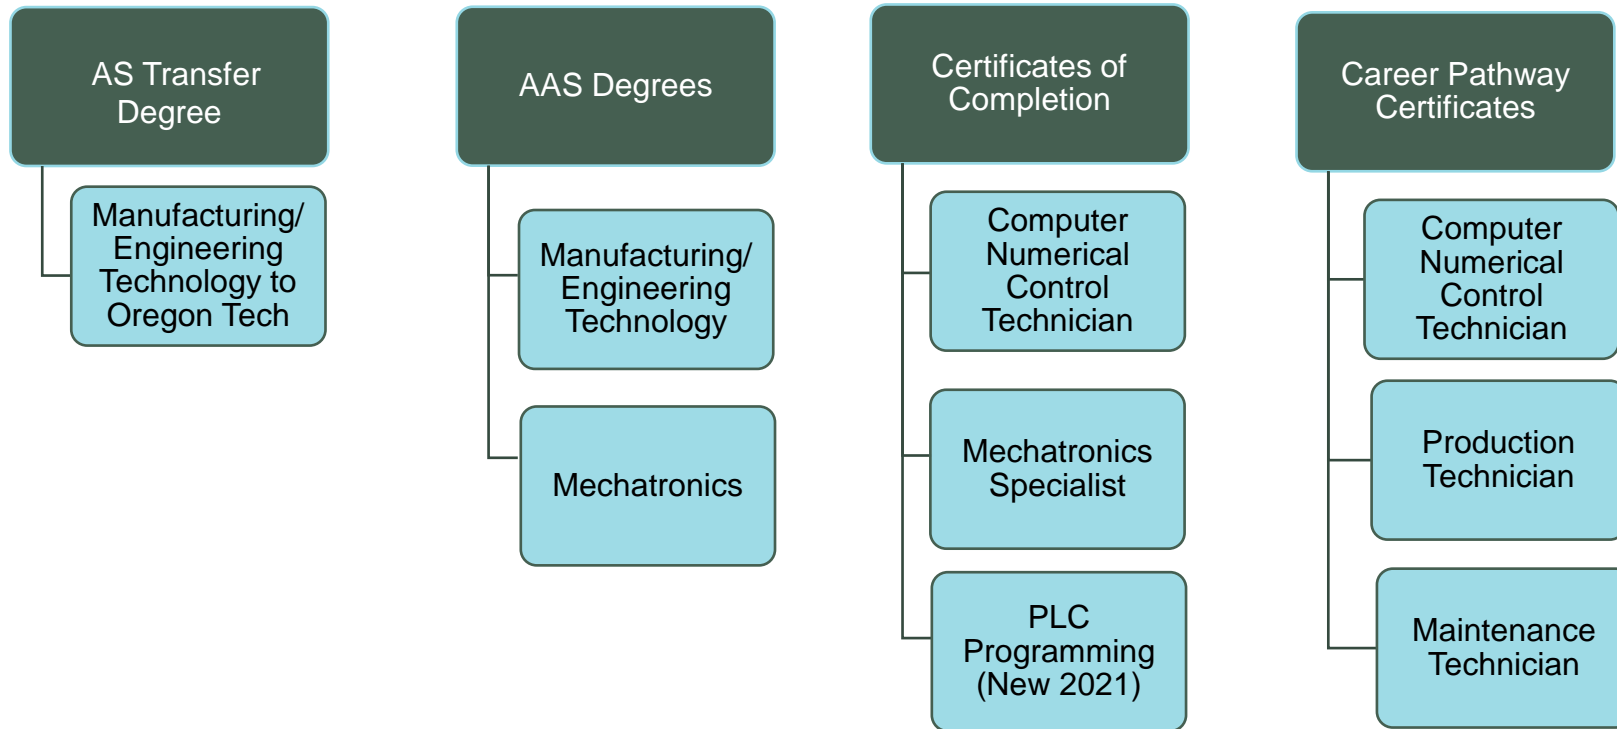 AS Transfer
Degree
Manufacturing/
Engineering
Technology to
Oregon Tech
AAS Degrees
Manufacturing/
Engineering
Technology
Mechatronics
Certificates of
Completion
Computer
Numerical
Control
Technician
Mechatronics
Specialist
PLC
Programming
(New 2021)
Career Pathway
Certificates
Computer
Numerical
Control
Technician
Production
Technician
Maintenance
Technician